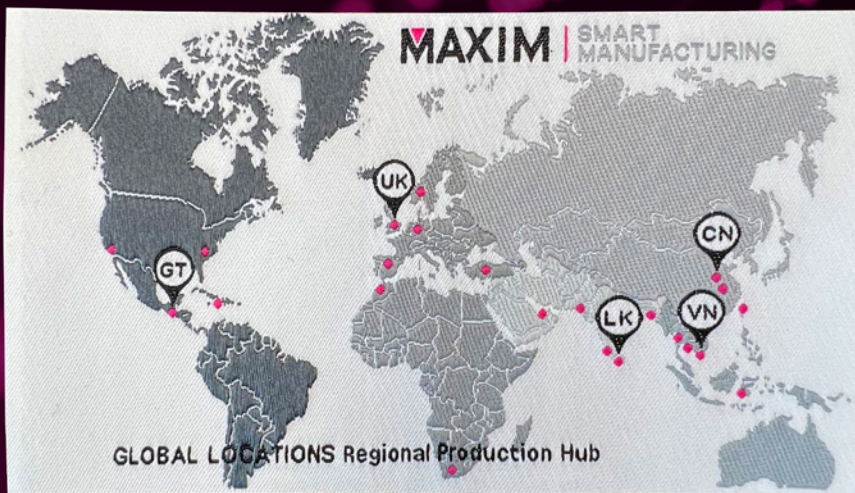 MAXIM
SMART
MANUFACTURING
UK
CN
GT
LK
VN
GLOBAL LOCATIONS Regional Production Hub